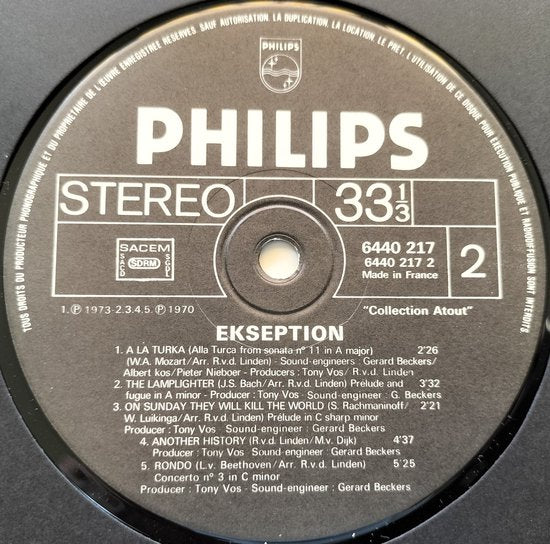 TOUS DROITS DU PRODUCTEUR PHONOGRAPHIQUE ET DU PROPRIETAIRE DE L'ŒUVRE ENREGISTREE RESERVES SAUF AUTORISATION. LA DUPLICATION, LA LOCATION, LE PRET, L'UTILISATION DE CE DISQUE POUR EXECUTION PUBLIQUE ET RADIODIFFUSION SONT INTERDITS
PHILIPS
PHILIPS
STEREO
33 1/3
SACEM
SACD SDRM SGDL
6440 217
6440 217 2
Made in France
2
1.Ⓟ 1973-2.3.4.5 Ⓟ 1970
"Collection Atout"
EKSEPTION
1. A LA TURKA (Alla Turca from sonata nº 11 in A major) 2'26
(W.A. Mozart/Arr. R.v.d. Linden) - Sound-engineers : Gerard Beckers/
Albert kos/Pieter Nieboer - Producers : Tony Vos/ R.v.d. Linden
2. THE LAMPLIGHTER (J.S. Bach/Arr. R.v.d. Linden) Prélude and 3'32
fugue in A minor - Producer : Tony Vos - Sound-engineer : G. Beckers
3. ON SUNDAY THEY WILL KILL THE WORLD (S. Rachmaninoff/ 2'21
W. Luikinga/Arr. R.v.d. Linden) Prélude in C sharp minor
Producer : Tony Vos - Sound-engineer : Gerard Beckers
4. ANOTHER HISTORY (R.v.d. Linden/M.v. Dijk) 4'37
Producer : Tony Vos - Sound-engineer : Gerard Beckers
5. RONDO (L.v. Beethoven/Arr. R.v.d. Linden) 5'25
Concerto nº 3 in C minor
Producer : Tony Vos - Sound-engineer : Gerard Beckers